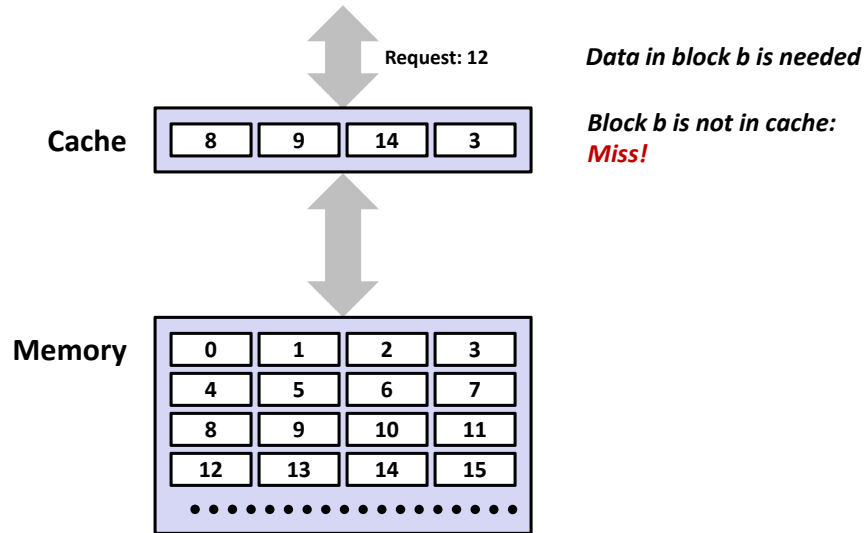 Request: 12
Data in block b is needed
Cache
8 9 14 3
Block b is not in cache:
Miss!
Memory
0 1 2 3
4 5 6 7
8 9 10 11
12 13 14 15